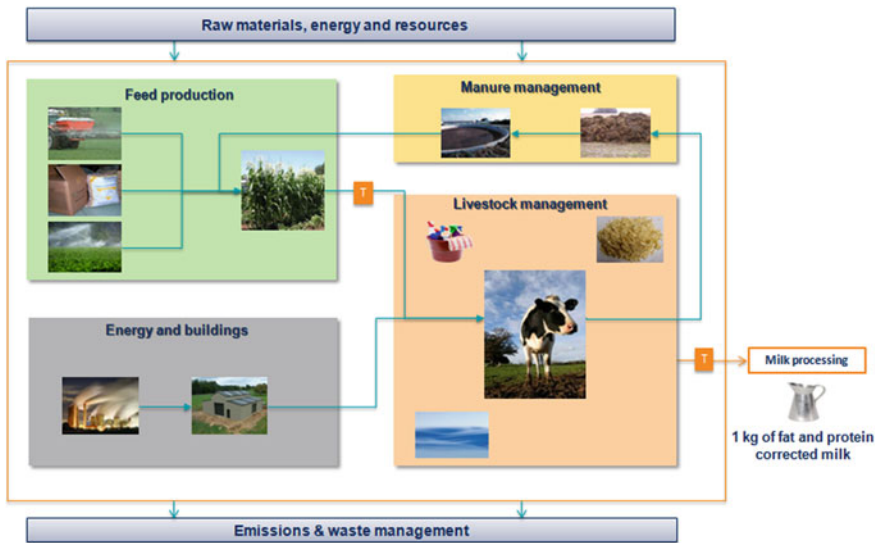 Raw materials, energy and resources
Feed production
Manure management
T
Livestock management
Energy and buildings
T
Milk processing
1 kg of fat and protein
corrected milk
Emissions & waste management